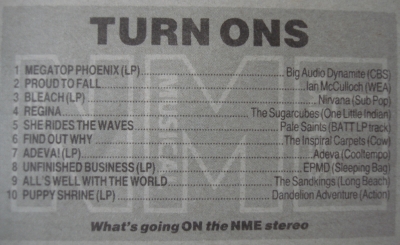 TURN ONS
1 MEGATOP PHOENIX (LP) Big Audio Dynamite (CBS)
2 PROUD TO FALL Ian McCulloch (WEA)
3 BLEACH (LP) Nirvana (Sub Pop)
4 REGINA The Sugarcubes (One Little Indian)
5 SHE RIDES THE WAVES Pale Saints (BATT LP track)
6 FIND OUT WHY The Inspiral Carpets (Cow)
7 ADEVA! (LP) Adeva (Cooltempo)
8 UNFINISHED BUSINESS (LP) EPMD (Sleeping Bag)
9 ALL'S WELL WITH THE WORLD The Sandkings (Long Beach)
10 PUPPY SHRINE (LP) Dandelion Adventure (Action)
NME
MUSICAL
What's going ON the NME stereo